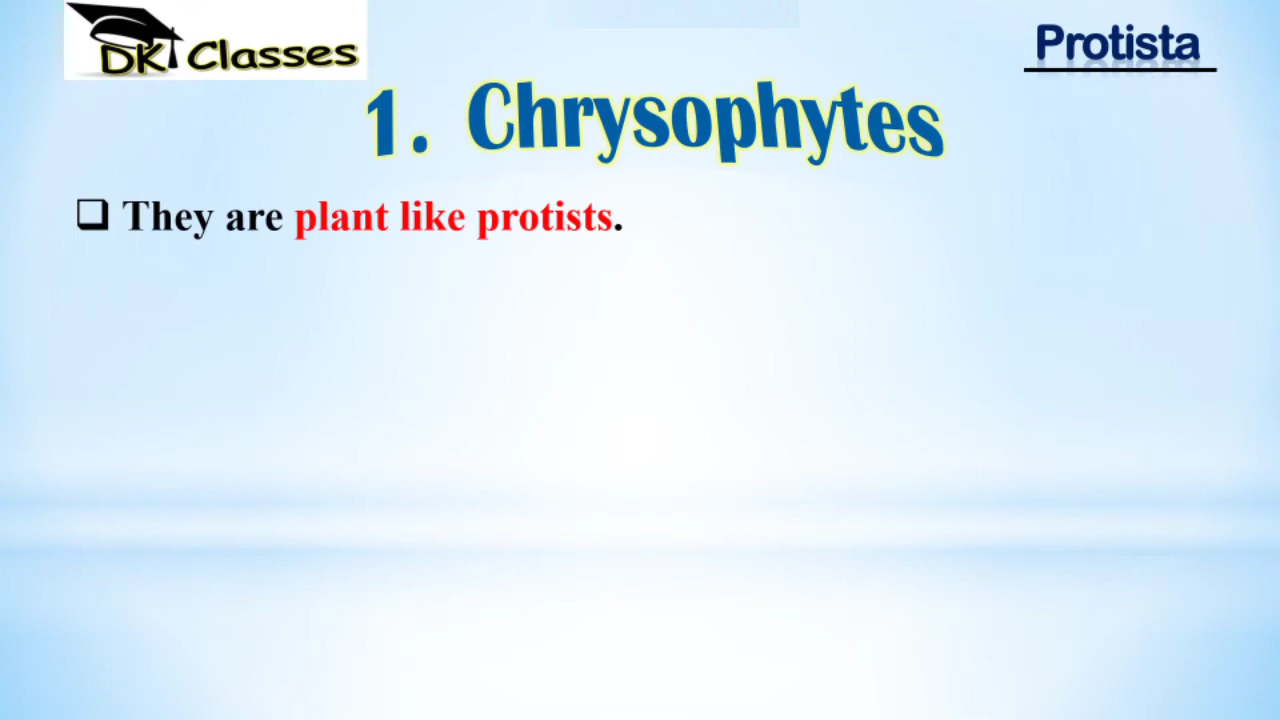 DK Classes
Protista
1. Chrysophytes
❑ They are plant like protists.